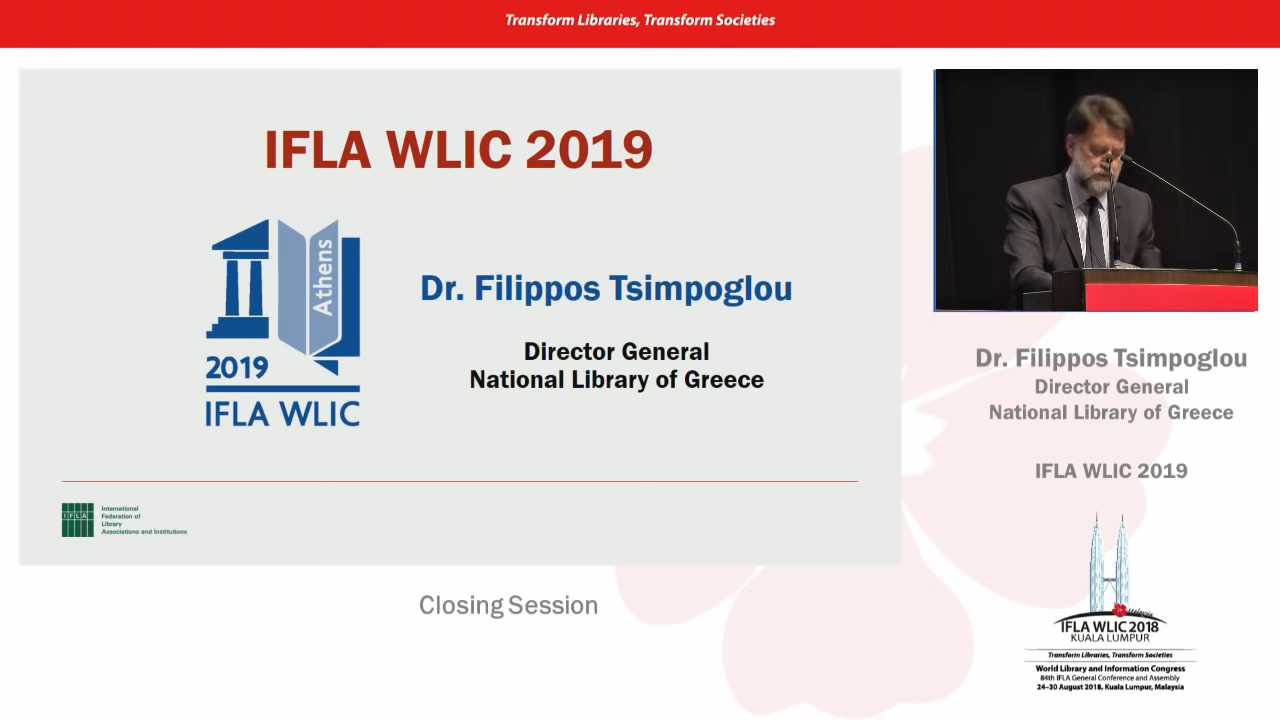 Transform Libraries, Transform Societies
IFLA WLIC 2019
Athens
2019
IFLA WLIC
Dr. Filippos Tsimpoglou
Director General
National Library of Greece
IFLA
International
Federation of
Library
Associations and Institutions
Closing Session
Dr. Filippos Tsimpoglou
Director General
National Library of Greece
IFLA WLIC 2019
Malaysia
IFLA WLIC 2018
KUALA LUMPUR
Transform Libraries, Transform Societies
World Library and Information Congress
84th IFLA General Conference and Assembly
24–30 August 2018, Kuala Lumpur, Malaysia